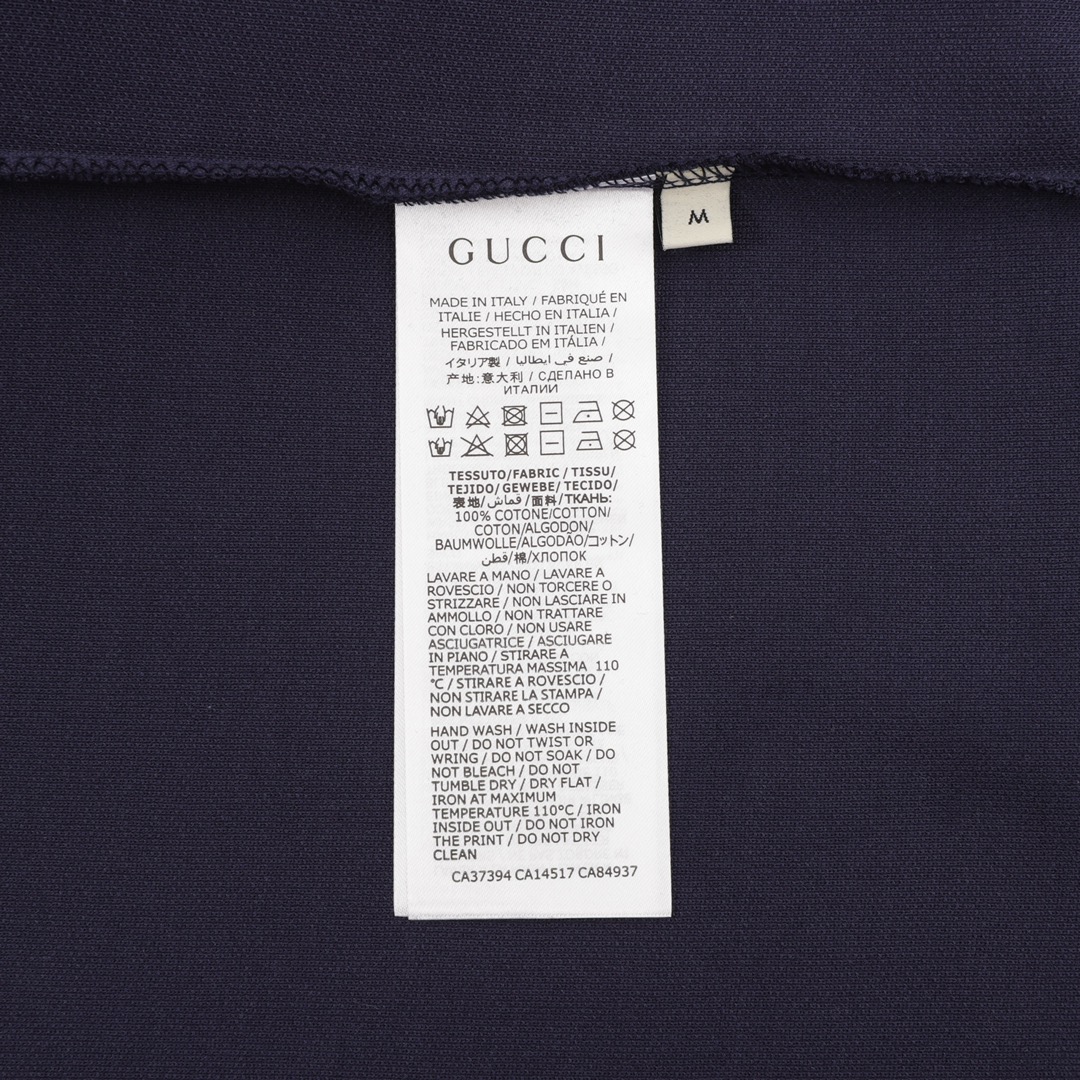 M
GUCCI
MADE IN ITALY / FABRIQUÉ EN
ITALIE / HECHO EN ITALIA /
HERGESTELLT IN ITALIEN /
FABRICADO EM ITÁLIA /
イタリア製 / صنع في ايطاليا /
产地:意大利 / СДЕЛАНО В
ИТАЛИИ
TESSUTO/FABRIC / TISSU/
TEJIDO/ GEWEBE/ TECIDO/
表地/قماش/面料/ТКАНЬ:
100% COTONE/COTTON/
COTON/ALGODON/
BAUMWOLLE/ALGODÃO/コットン/
قطن/棉/ХЛОПОК
LAVARE A MANO / LAVARE A
ROVESCIO / NON TORCERE O
STRIZZARE / NON LASCIARE IN
AMMOLLO / NON TRATTARE
CON CLORO / NON USARE
ASCIUGATRICE / ASCIUGARE
IN PIANO / STIRARE A
TEMPERATURA MASSIMA 110
°C / STIRARE A ROVESCIO /
NON STIRARE LA STAMPA /
NON LAVARE A SECCO
HAND WASH / WASH INSIDE
OUT / DO NOT TWIST OR
WRING / DO NOT SOAK / DO
NOT BLEACH / DO NOT
TUMBLE DRY / DRY FLAT /
IRON AT MAXIMUM
TEMPERATURE 110°C / IRON
INSIDE OUT / DO NOT IRON
THE PRINT / DO NOT DRY
CLEAN
CA37394 CA14517 CA84937